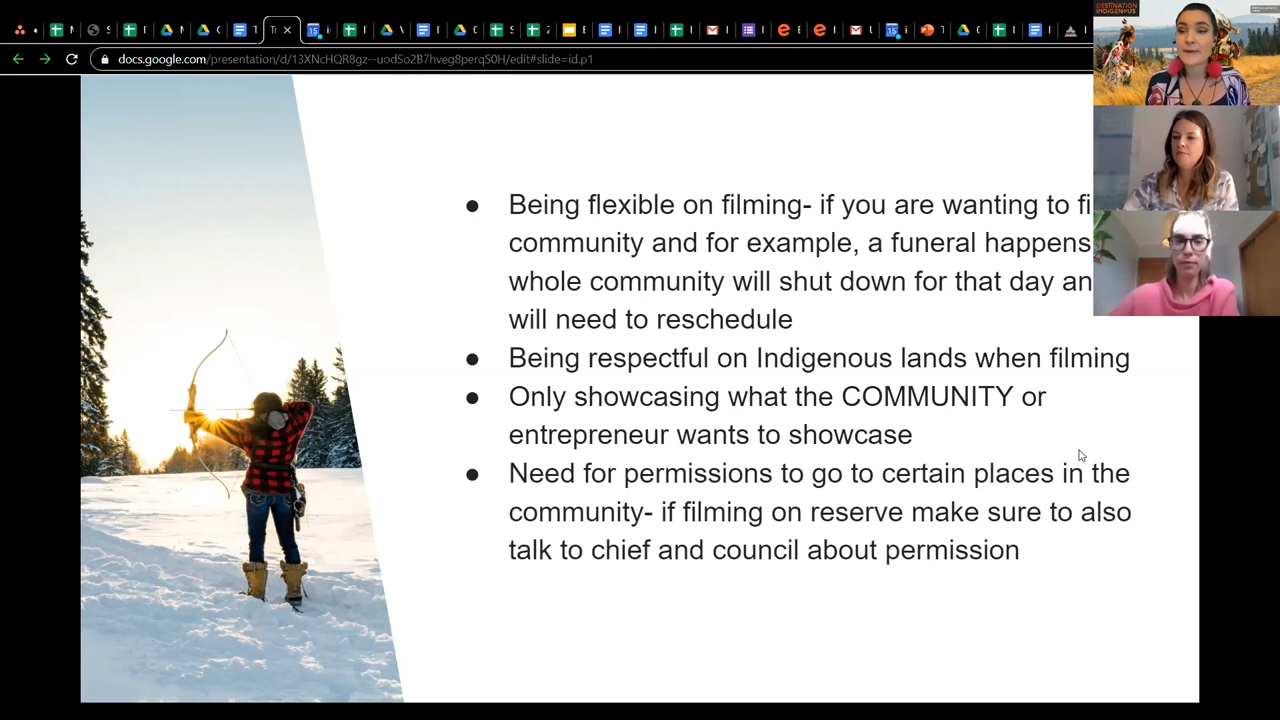 docs.google.com/presentation/d/13XNcHQR8gz--uodSo2B7hveg8perqS0H/edit#slide=id.p1
DESTINATION
INDIGENOUS
● Being flexible on filming- if you are wanting to fi
community and for example, a funeral happens
whole community will shut down for that day an
will need to reschedule
● Being respectful on Indigenous lands when filming
● Only showcasing what the COMMUNITY or
entrepreneur wants to showcase
● Need for permissions to go to certain places in the
community- if filming on reserve make sure to also
talk to chief and council about permission